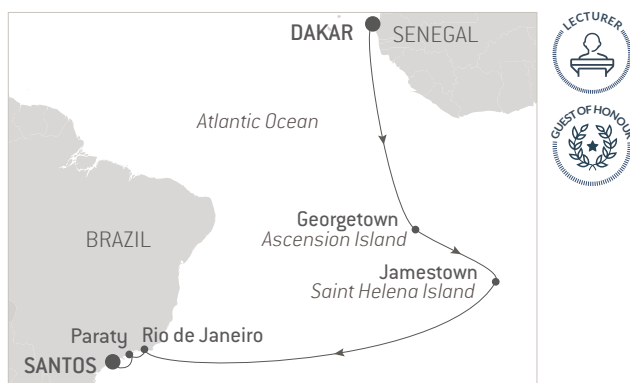 DAKAR
SENEGAL
LECTURER
Atlantic Ocean
GUEST OF HONOUR
Georgetown
Ascension Island
BRAZIL
Jamestown
Saint Helena Island
Paraty
Rio de Janeiro
SANTOS